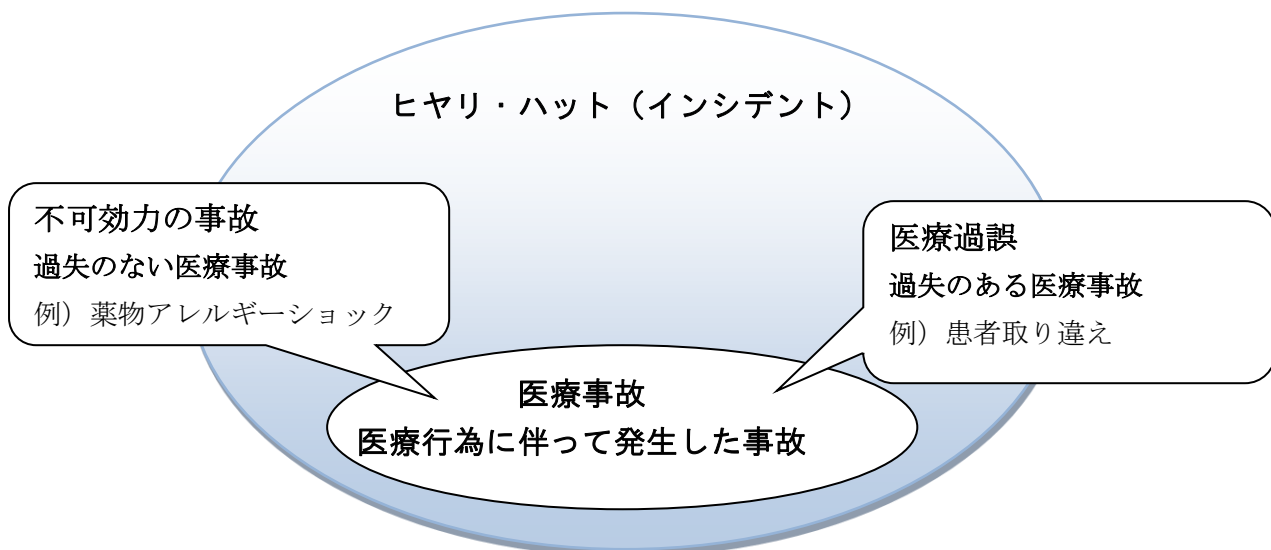 ヒヤリ・ハット（インシデント）
不可効力の事故
過失のない医療事故
例）薬物アレルギーショック
医療過誤
過失のある医療事故
例）患者取り違え
医療事故
医療行為に伴って発生した事故